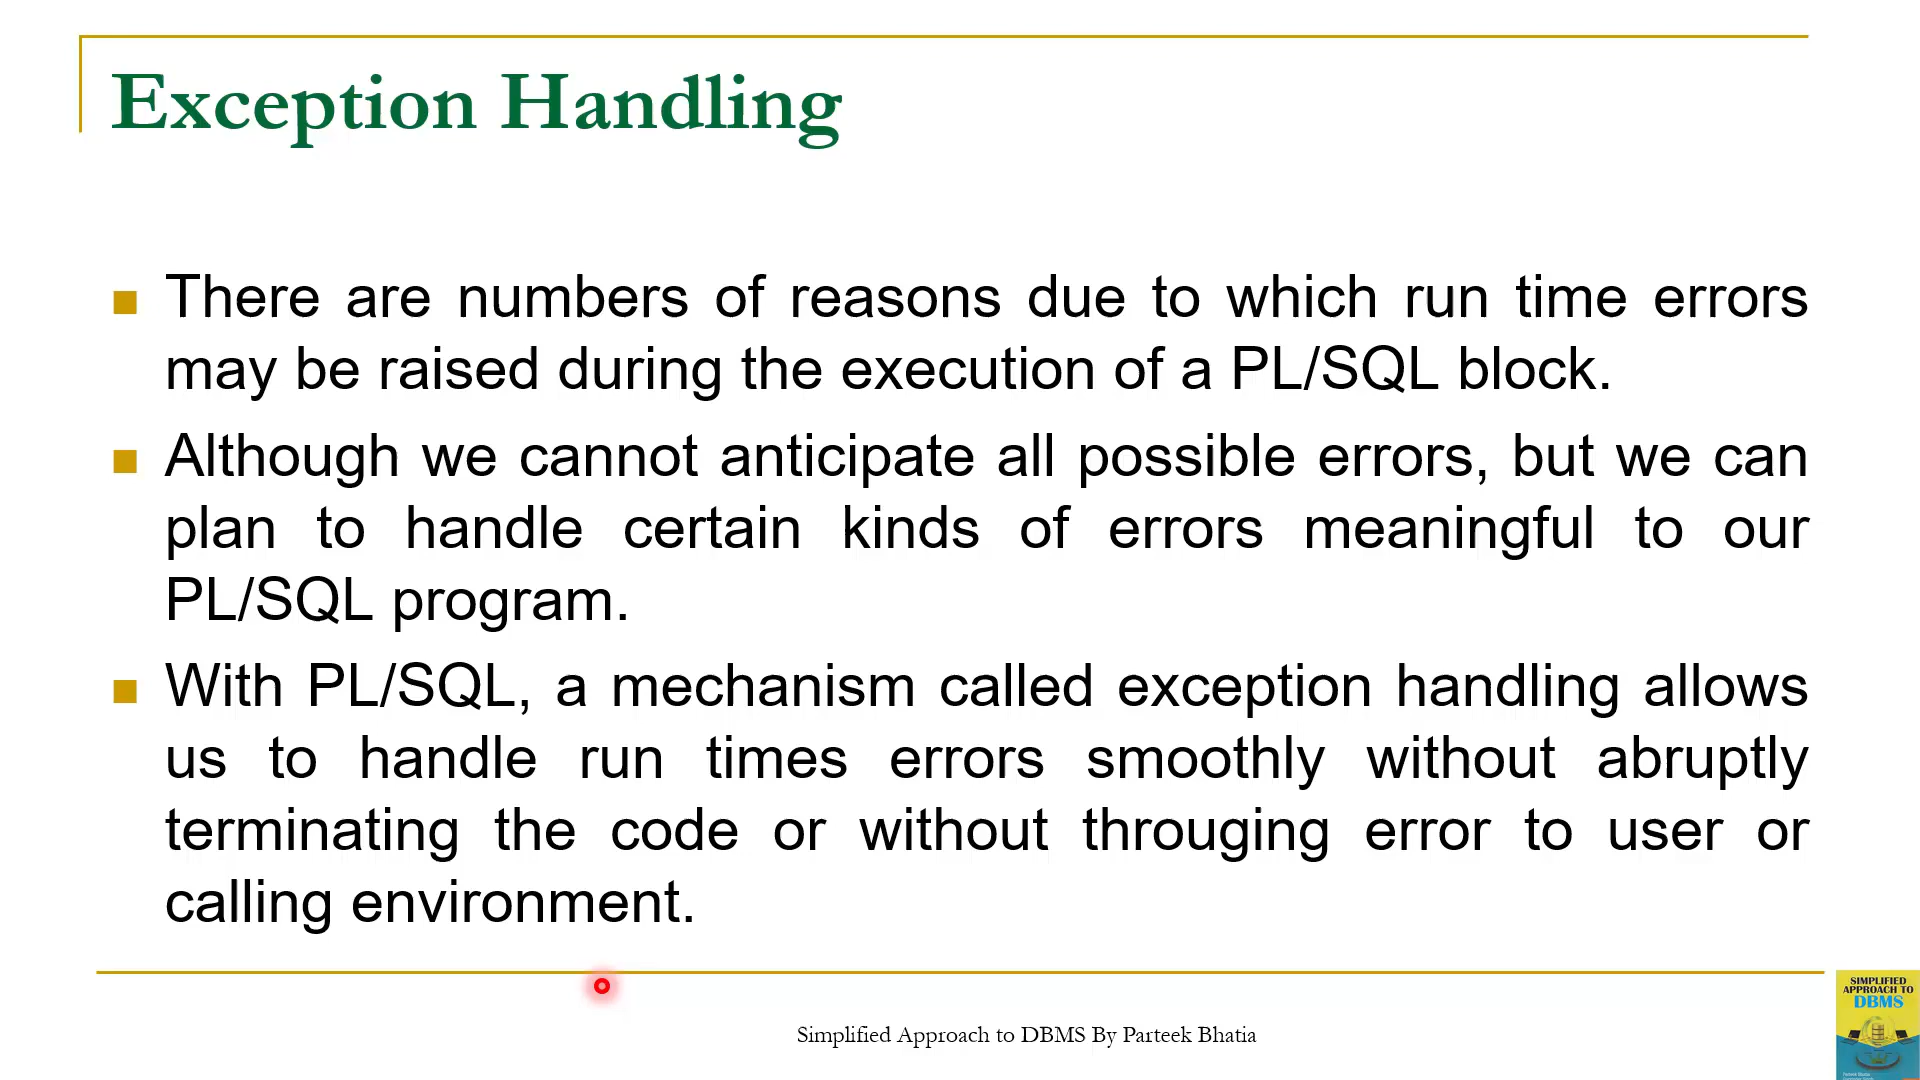 Exception Handling
There are numbers of reasons due to which run time errors
may be raised during the execution of a PL/SQL block.
Although we cannot anticipate all possible errors, but we can
plan to handle certain kinds of errors meaningful to our
PL/SQL program.
With PL/SQL, a mechanism called exception handling allows
us to handle run times errors smoothly without abruptly
terminating the code or without througing error to user or
calling environment.
Simplified Approach to DBMS By Parteek Bhatia
SIMPLIFIED
APPROACH TO
DBMS